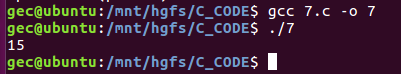 gec@ubuntu:/mnt/hgfs/C_CODE$ gcc 7.c -o 7
gec@ubuntu:/mnt/hgfs/C_CODE$ ./7
15
gec@ubuntu:/mnt/hgfs/C_CODE$